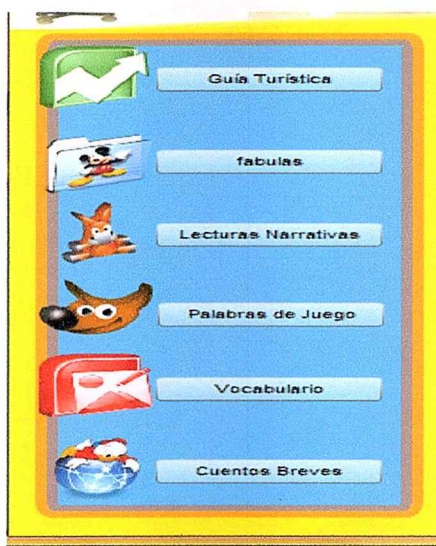 Guía Turística
fabulas
Lecturas Narrativas
Palabras de Juego
Vocabulario
Cuentos Breves